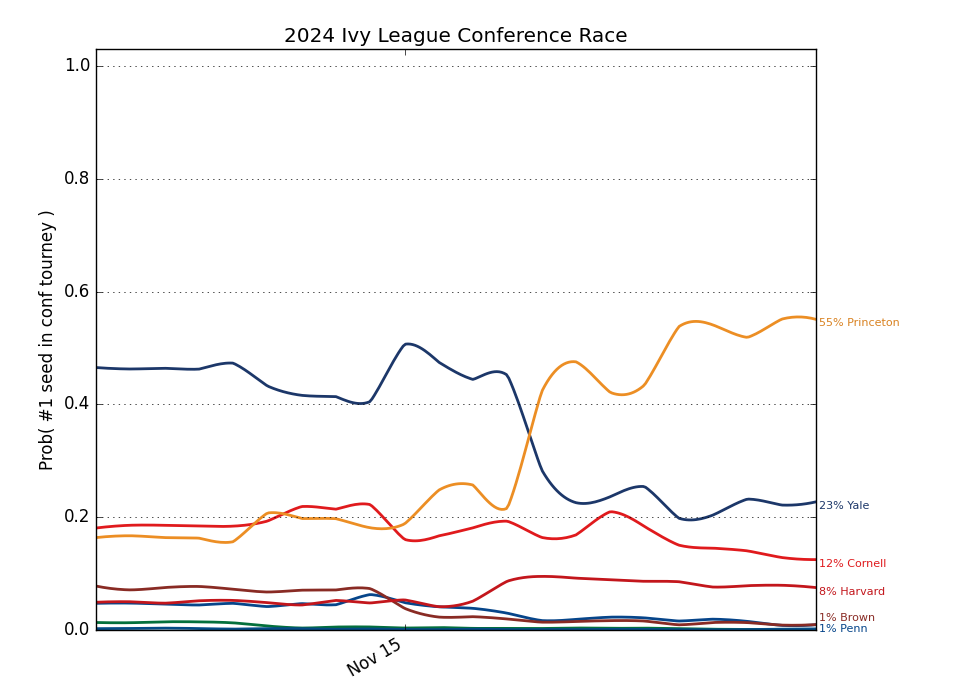 2024 Ivy League Conference Race
Prob( #1 seed in conf tourney )
1.0
0.8
0.6
0.4
0.2
0.0
Nov 15
55% Princeton
23% Yale
12% Cornell
8% Harvard
1% Brown
1% Penn